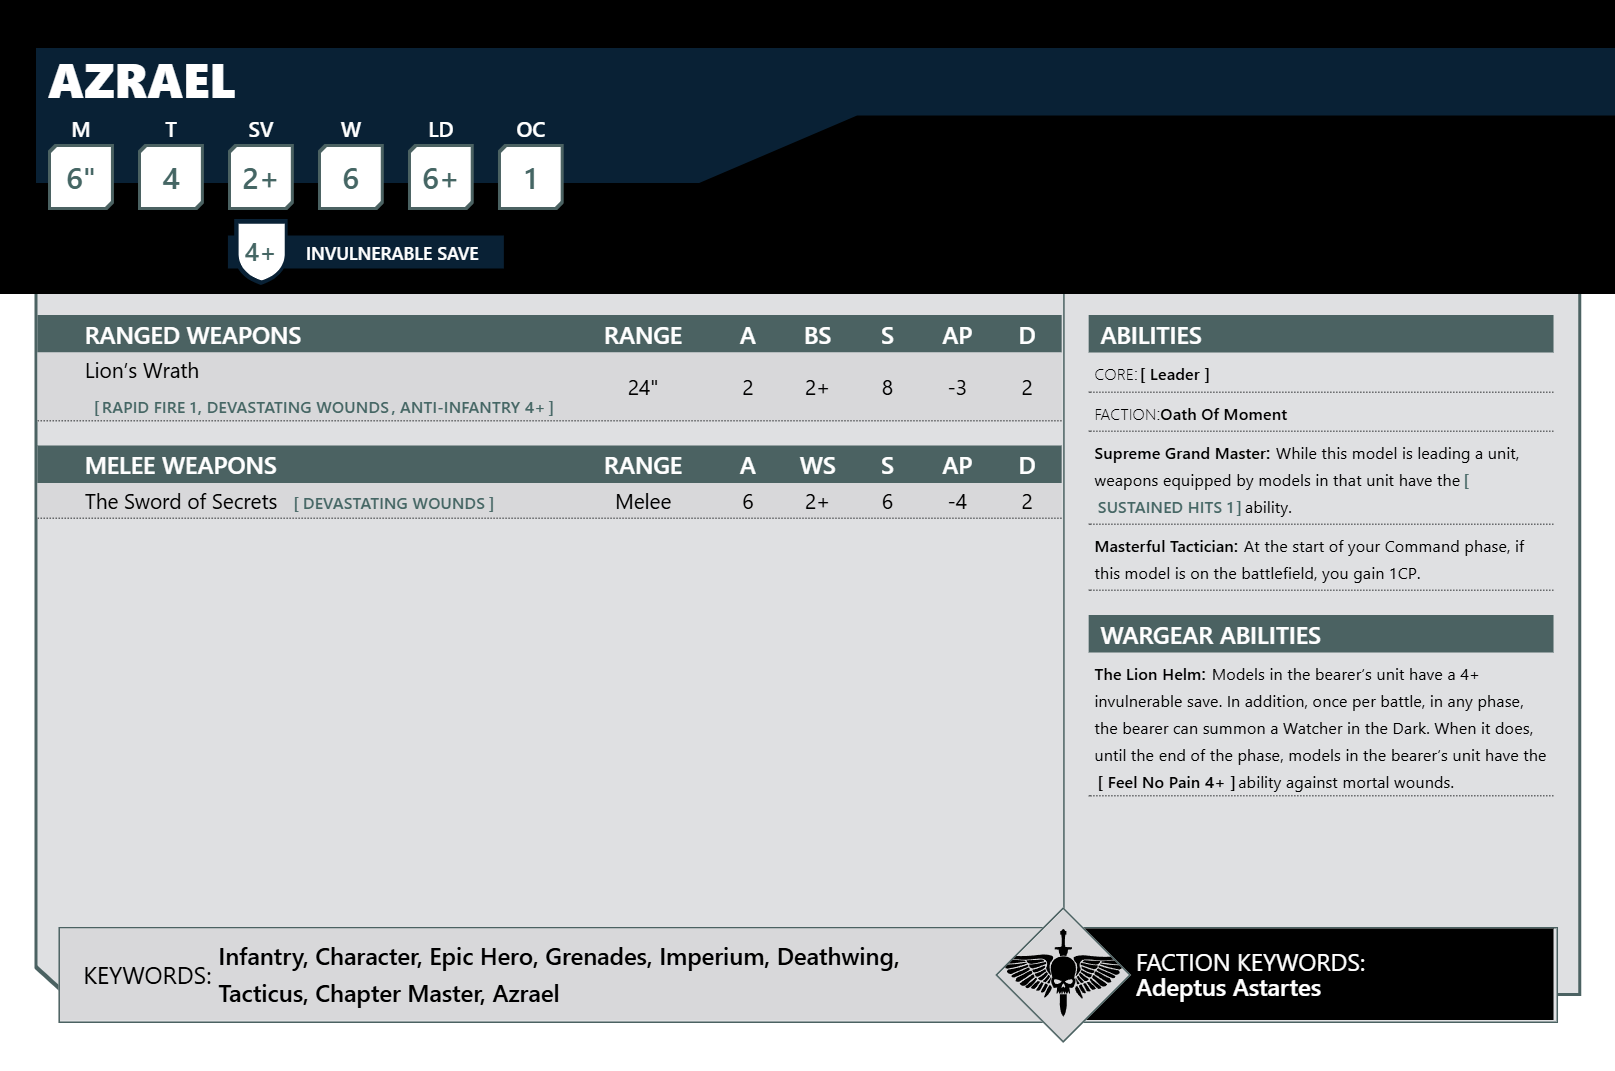 AZRAEL
M T SV W LD OC
6" 4 2+ 6 6+ 1
4+ INVULNERABLE SAVE
RANGED WEAPONS RANGE A BS S AP D
Lion’s Wrath
24" 2 2+ 8 -3 2
[ RAPID FIRE 1, DEVASTATING WOUNDS , ANTI-INFANTRY 4+ ]
MELEE WEAPONS RANGE A WS S AP D
The Sword of Secrets [ DEVASTATING WOUNDS ] Melee 6 2+ 6 -4 2
ABILITIES
CORE: [ Leader ]
FACTION:Oath Of Moment
Supreme Grand Master: While this model is leading a unit,
weapons equipped by models in that unit have the [
SUSTAINED HITS 1 ] ability.
Masterful Tactician: At the start of your Command phase, if
this model is on the battlefield, you gain 1CP.
WARGEAR ABILITIES
The Lion Helm: Models in the bearer’s unit have a 4+
invulnerable save. In addition, once per battle, in any phase,
the bearer can summon a Watcher in the Dark. When it does,
until the end of the phase, models in the bearer’s unit have the
[ Feel No Pain 4+ ] ability against mortal wounds.
KEYWORDS: Infantry, Character, Epic Hero, Grenades, Imperium, Deathwing,
Tacticus, Chapter Master, Azrael
FACTION KEYWORDS:
Adeptus Astartes